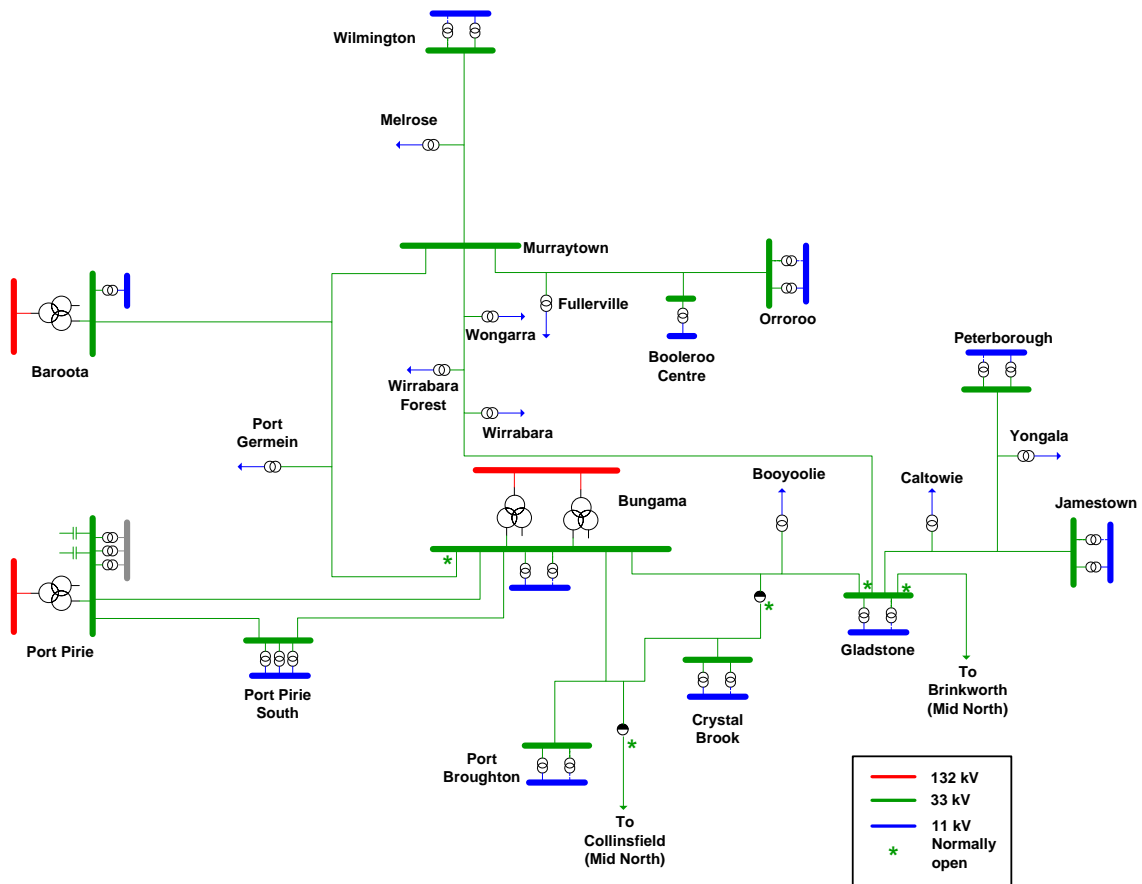 Wilmington
Melrose
Murraytown
Fullerville
Wongarra
Orroroo
Booleroo
Centre
Peterborough
Baroota
Wirrabara
Forest
Wirrabara
Port
Germein
Yongala
Booyoolie
Caltowie
Bungama
Jamestown
*
*
*
*
Port Pirie
Gladstone
Port Pirie
South
To
Brinkworth
(Mid North)
Crystal
Brook
*
Port
Broughton
To
Collinsfield
(Mid North)
132 kV
33 kV
11 kV
* Normally
open